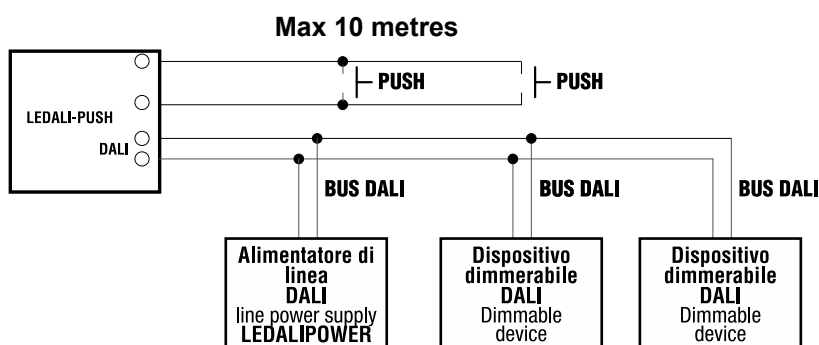 Max 10 metres
PUSH
PUSH
LEDALI-PUSH
DALI
BUS DALI
BUS DALI
BUS DALI
Alimentatore di
linea
DALI
line power supply
LEDALIPOWER
Dispositivo
dimmerabile
DALI
Dimmable
device
Dispositivo
dimmerabile
DALI
Dimmable
device